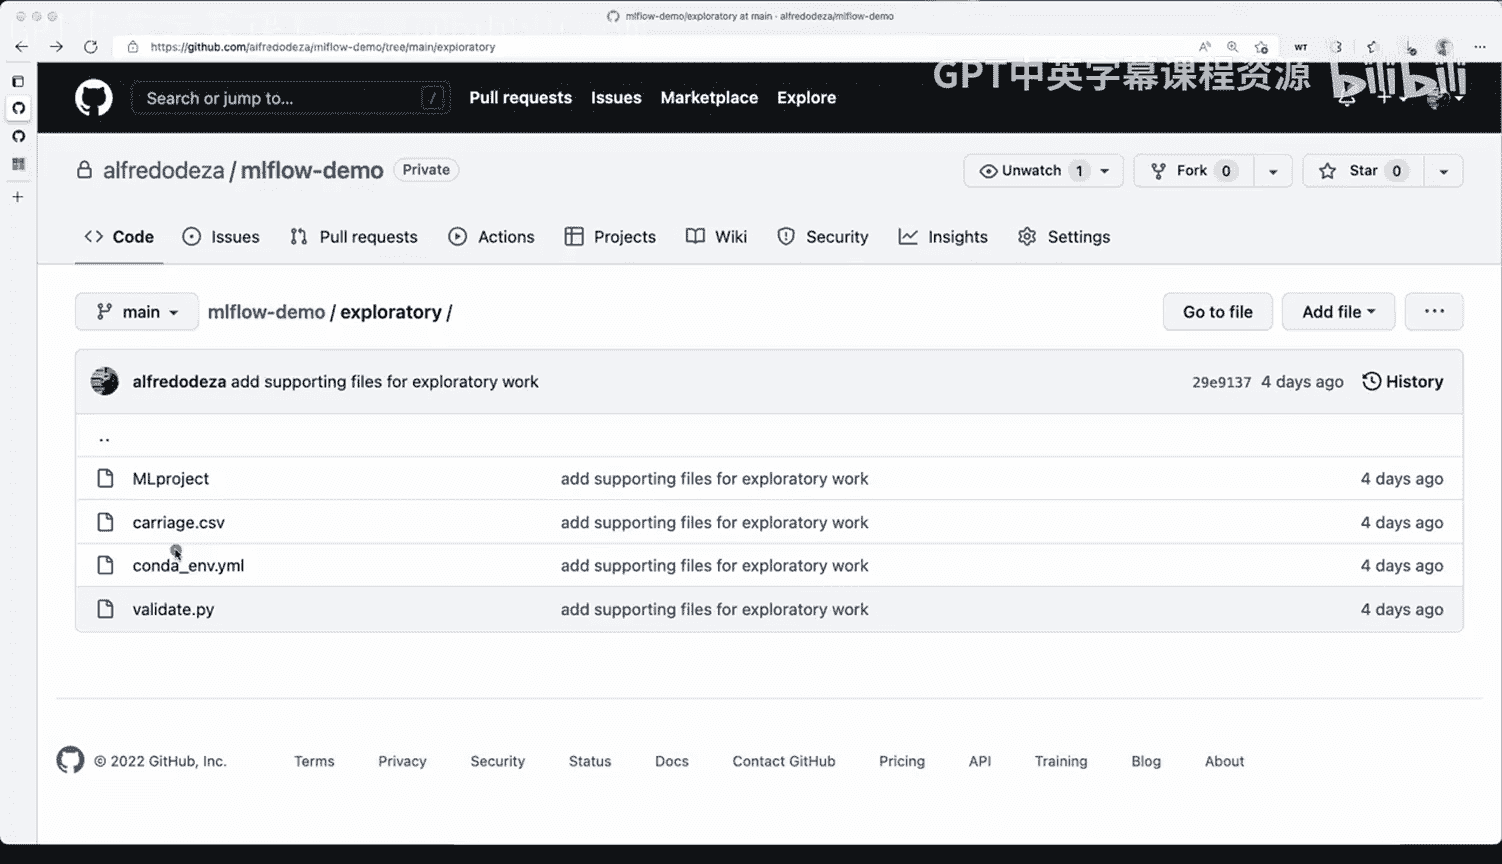 mlflow-demo/exploratory at main · alfredodeza/mlflow-demo
https://github.com/alfredodeza/mlflow-demo/tree/main/exploratory
WT
GPT中英字幕课程资源 bilibili
Search or jump to... /
Pull requests Issues Marketplace Explore
alfredodeza / mlflow-demo Private
Unwatch 1 Fork 0 Star 0
Code Issues Pull requests Actions Projects Wiki Security Insights Settings
main mlflow-demo / exploratory / Go to file Add file ...
alfredodeza add supporting files for exploratory work 29e9137 4 days ago History
..
MLproject add supporting files for exploratory work 4 days ago
carriage.csv add supporting files for exploratory work 4 days ago
conda_env.yml add supporting files for exploratory work 4 days ago
validate.py add supporting files for exploratory work 4 days ago
© 2022 GitHub, Inc. Terms Privacy Security Status Docs Contact GitHub Pricing API Training Blog About